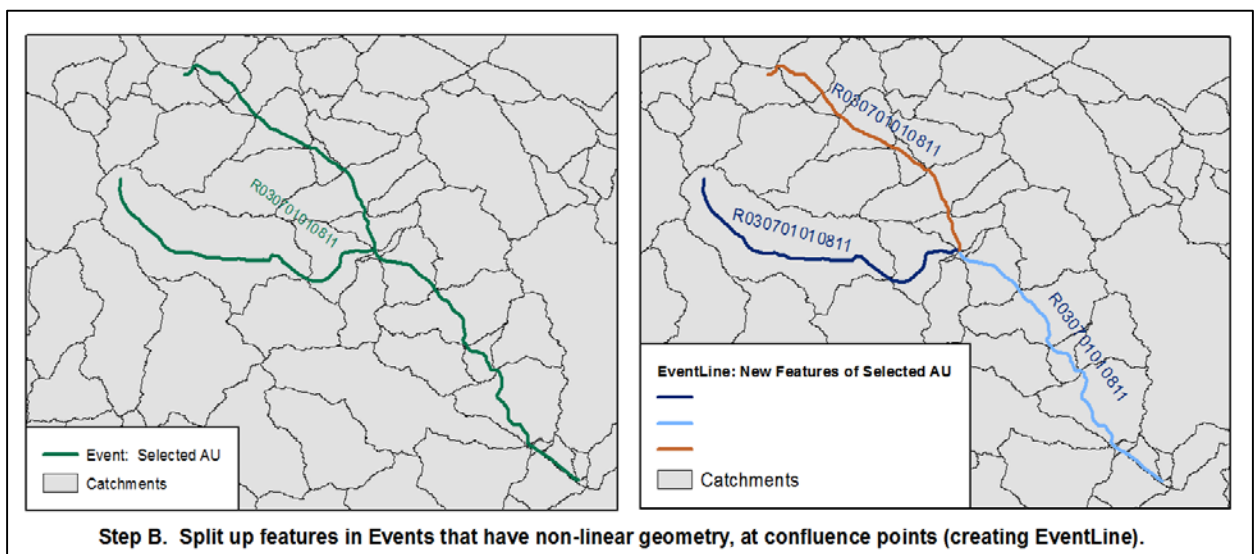 R030701010811
Event: Selected AU
Catchments
R030701010811
R030701010811
R030701010811
EventLine: New Features of Selected AU
Catchments
Step B. Split up features in Events that have non-linear geometry, at confluence points (creating EventLine).